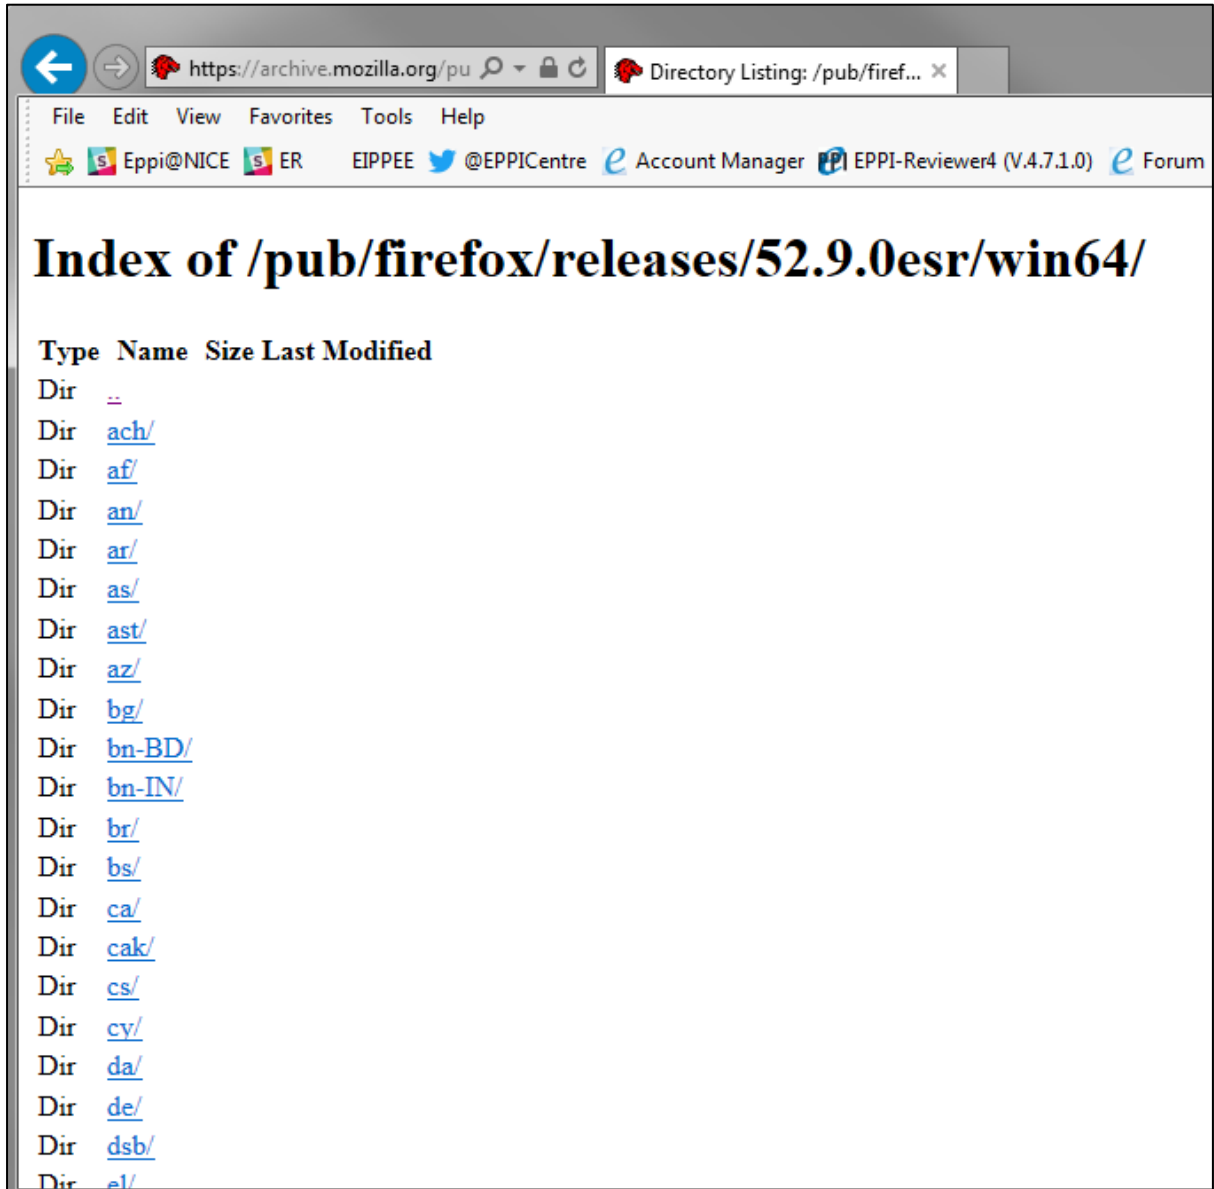 https://archive.mozilla.org/pu Directory Listing: /pub/firef...
File Edit View Favorites Tools Help
Eppi@NICE ER EIPPEE @EPPICentre Account Manager EPPI-Reviewer4 (V.4.7.1.0) Forum
Index of /pub/firefox/releases/52.9.0esr/win64/
Type Name Size Last Modified
Dir ..
Dir ach/
Dir af/
Dir an/
Dir ar/
Dir as/
Dir ast/
Dir az/
Dir bg/
Dir bn-BD/
Dir bn-IN/
Dir br/
Dir bs/
Dir ca/
Dir cak/
Dir cs/
Dir cy/
Dir da/
Dir de/
Dir dsb/
Dir el/